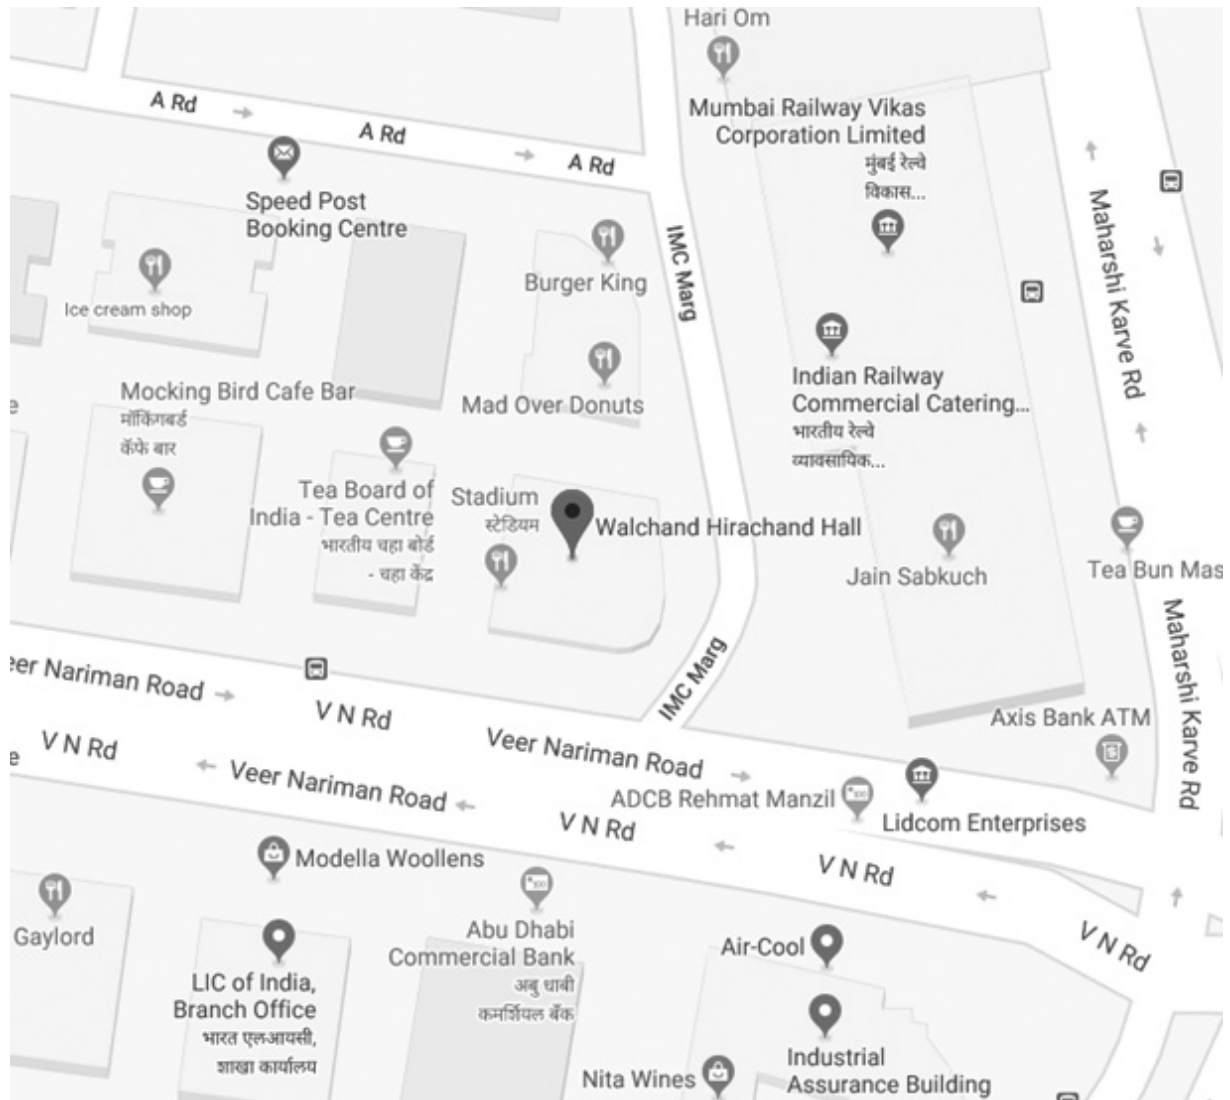 Hari Om
Mumbai Railway Vikas
Corporation Limited
मुंबई रेल्वे
विकास...
A Rd
A Rd
A Rd
Speed Post
Booking Centre
IMC Marg
Maharshi Karve Rd
Ice cream shop
Burger King
Indian Railway
Commercial Catering...
भारतीय रेल्वे
व्यावसायिक...
e
Mocking Bird Cafe Bar
मॉकिंगबर्ड
कॅफे बार
Mad Over Donuts
Tea Board of
India - Tea Centre
भारतीय चहा बोर्ड
- चहा केंद्र
Stadium
स्टेडियम
Walchand Hirachand Hall
Jain Sabkuch
Tea Bun Mas
Maharshi Karve Rd
IMC Marg
eer Nariman Road
V N Rd
V N Rd
Veer Nariman Road
Axis Bank ATM
e
Veer Nariman Road
ADCB Rehmat Manzil
Lidcom Enterprises
V N Rd
V N Rd
V N Rd
Modella Woollens
Gaylord
LIC of India,
Branch Office
भारत एलआयसी,
शाखा कार्यालय
Abu Dhabi
Commercial Bank
अबु धाबी
कमर्शियल बँक
Air-Cool
Industrial
Assurance Building
Nita Wines